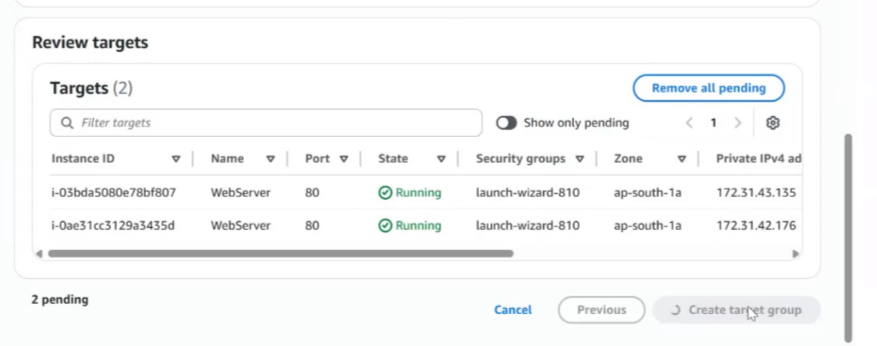 Review targets
Targets (2)
Remove all pending
Filter targets
Show only pending
1
Instance ID Name Port State Security groups Zone Private IPv4 ad
i-03bda5080e78bf807 WebServer 80 Running launch-wizard-810 ap-south-1a 172.31.43.135
i-0ae31cc3129a3435d WebServer 80 Running launch-wizard-810 ap-south-1a 172.31.42.176
2 pending
Cancel Previous Create target group